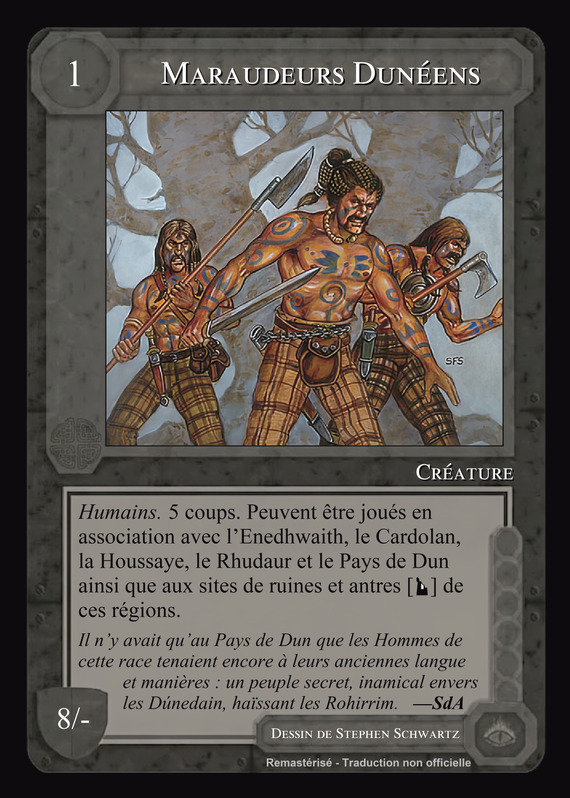 1
MARAUDEURS DUNÉENS
SFS
CRÉATURE
Humains. 5 coups. Peuvent être joués en
association avec l'Enedhwaith, le Cardolan,
la Houssaye, le Rhudaur et le Pays de Dun
ainsi que aux sites de ruines et antres [] de
ces régions.
Il n'y avait qu'au Pays de Dun que les Hommes de
cette race tenaient encore à leurs anciennes langue
et manières : un peuple secret, inamical envers
les Dúnedain, haïssant les Rohirrim. —SdA
8/-
DESSIN DE STEPHEN SCHWARTZ
Remastérisé - Traduction non officielle